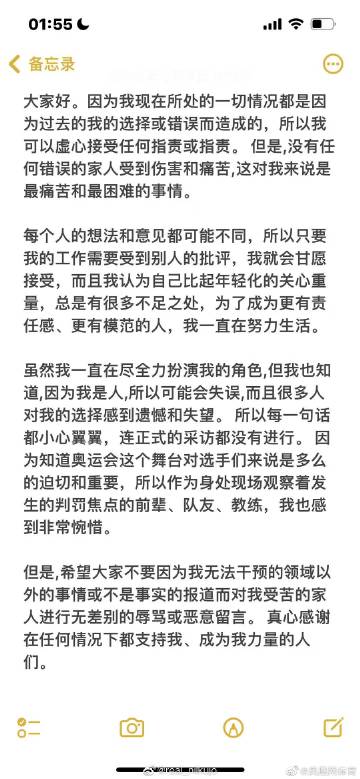 01:55
备忘录
大家好。因为我现在所处的一切情况都是因
为过去的我的选择或错误而造成的，所以我
可以虚心接受任何指责或指责。 但是,没有任
何错误的家人受到伤害和痛苦,这对我来说是
最痛苦和最困难的事情。
每个人的想法和意见都可能不同，所以只要
我的工作需要受到别人的批评，我就会甘愿
接受，而且我认为自己比起年轻化的关心重
量，总是有很多不足之处，为了成为更有责
任感、更有模范的人，我一直在努力生活。
虽然我一直在尽全力扮演我的角色,但我也知
道,因为我是人,所以可能会失误,而且很多人
对我的选择感到遗憾和失望。 所以每一句话
都小心翼翼，连正式的采访都没有进行。 因
为知道奥运会这个舞台对选手们来说是多么
的迫切和重要，所以作为身处现场观察着发
生的判罚焦点的前辈、队友、教练，我也感
到非常惋惜。
但是,希望大家不要因为我无法干预的领域以
外的事情或不是事实的报道而对我受苦的家
人进行无差别的辱骂或恶意留言。 真心感谢
在任何情况下都支持我、成为我力量的人
们。